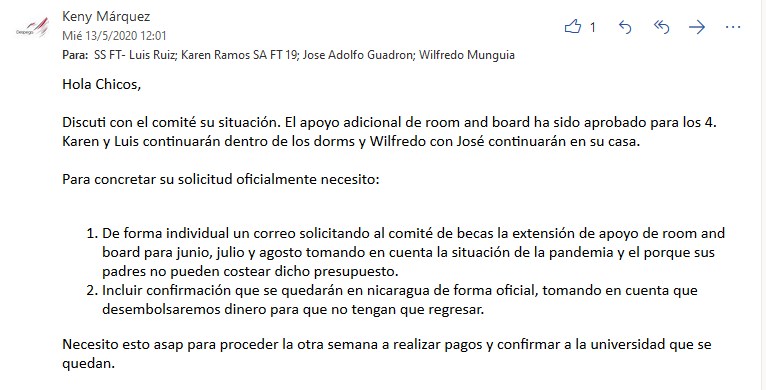 Keny Márquez
Mié 13/5/2020 12:01
1
Para: SS FT- Luis Ruiz; Karen Ramos SA FT 19; Jose Adolfo Guadron; Wilfredo Munguia
Hola Chicos,
Discutí con el comité su situación. El apoyo adicional de room and board ha sido aprobado para los 4.
Karen y Luis continuarán dentro de los dorms y Wilfredo con José continuarán en su casa.
Para concretar su solicitud oficialmente necesito:
1. De forma individual un correo solicitando al comité de becas la extensión de apoyo de room and
board para junio, julio y agosto tomando en cuenta la situación de la pandemia y el porque sus
padres no pueden costear dicho presupuesto.
2. Incluir confirmación que se quedarán en nicaragua de forma oficial, tomando en cuenta que
desembolsaremos dinero para que no tengan que regresar.
Necesito esto asap para proceder la otra semana a realizar pagos y confirmar a la universidad que se
quedan.